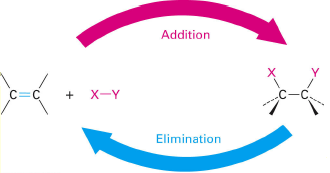 Addition
X Y
C=C + X—Y C—C
Elimination